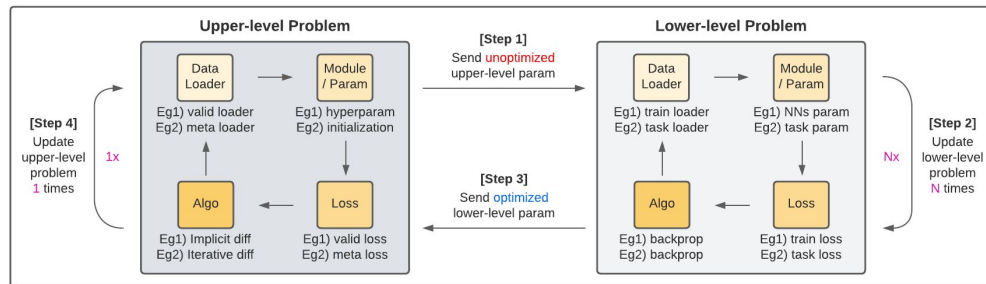 Upper-level Problem
Lower-level Problem
[Step 1]
Send unoptimized
upper-level param
Data
Loader
Module
/ Param
Eg1) valid loader
Eg2) meta loader
Eg1) hyperparam
Eg2) initialization
Algo
Loss
Eg1) Implicit diff
Eg2) Iterative diff
Eg1) valid loss
Eg2) meta loss
[Step 4]
Update
upper-level
problem
1 times
1x
[Step 3]
Send optimized
lower-level param
Data
Loader
Module
/ Param
Eg1) train loader
Eg2) task loader
Eg1) NNs param
Eg2) task param
Algo
Loss
Eg1) backprop
Eg2) backprop
Eg1) train loss
Eg2) task loss
Nx
[Step 2]
Update
lower-level
problem
N times